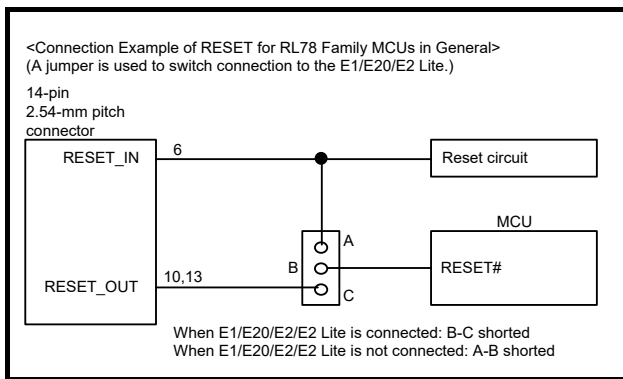 <Connection Example of RESET for RL78 Family MCUs in General>
(A jumper is used to switch connection to the E1/E20/E2 Lite.)
14-pin
2.54-mm pitch
connector
RESET_IN
6
Reset circuit
MCU
A
B
RESET#
RESET_OUT
10,13
C
When E1/E20/E2/E2 Lite is connected: B-C shorted
When E1/E20/E2/E2 Lite is not connected: A-B shorted